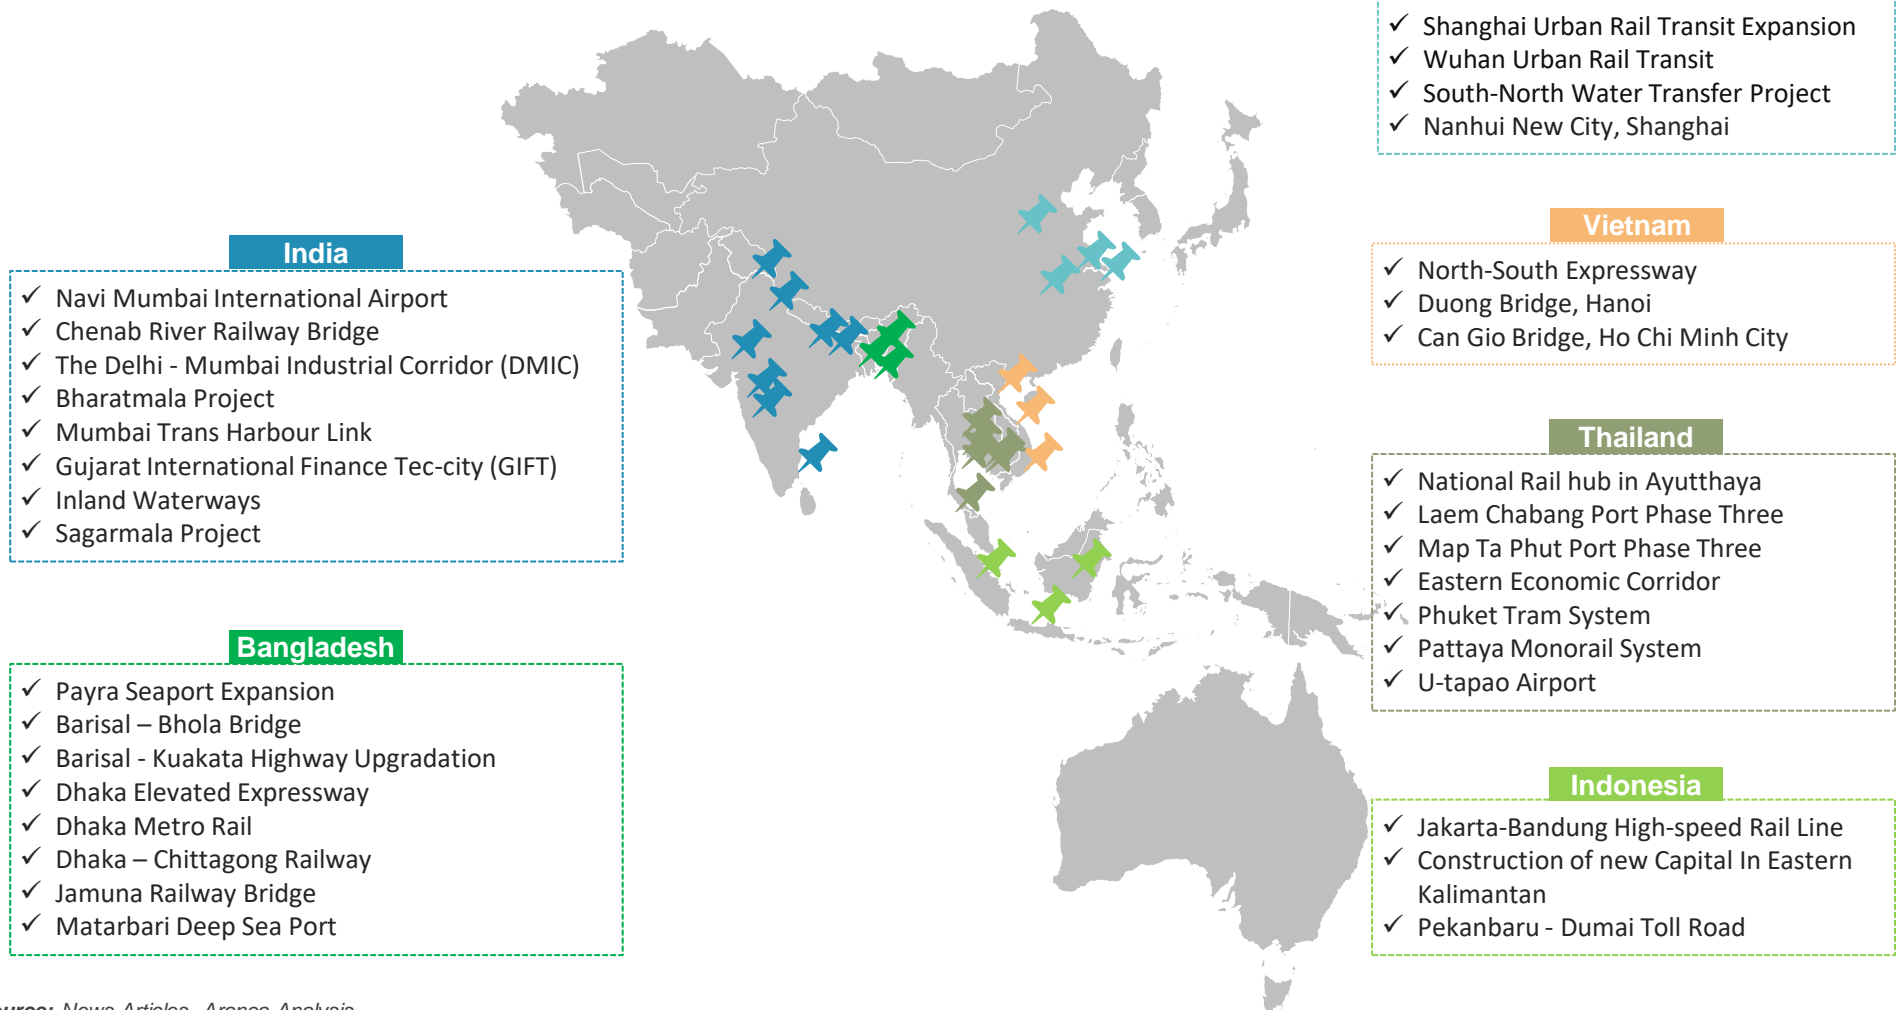 Shanghai Urban Rail Transit Expansion
Wuhan Urban Rail Transit
South-North Water Transfer Project
Nanhui New City, Shanghai
India
Navi Mumbai International Airport
Chenab River Railway Bridge
The Delhi - Mumbai Industrial Corridor (DMIC)
Bharatmala Project
Mumbai Trans Harbour Link
Gujarat International Finance Tec-city (GIFT)
Inland Waterways
Sagarmala Project
Bangladesh
Payra Seaport Expansion
Barisal – Bhola Bridge
Barisal - Kuakata Highway Upgradation
Dhaka Elevated Expressway
Dhaka Metro Rail
Dhaka – Chittagong Railway
Jamuna Railway Bridge
Matarbari Deep Sea Port
Vietnam
North-South Expressway
Duong Bridge, Hanoi
Can Gio Bridge, Ho Chi Minh City
Thailand
National Rail hub in Ayutthaya
Laem Chabang Port Phase Three
Map Ta Phut Port Phase Three
Eastern Economic Corridor
Phuket Tram System
Pattaya Monorail System
U-tapao Airport
Indonesia
Jakarta-Bandung High-speed Rail Line
Construction of new Capital In Eastern
Kalimantan
Pekanbaru - Dumai Toll Road
News Articles, Aranca Analysis